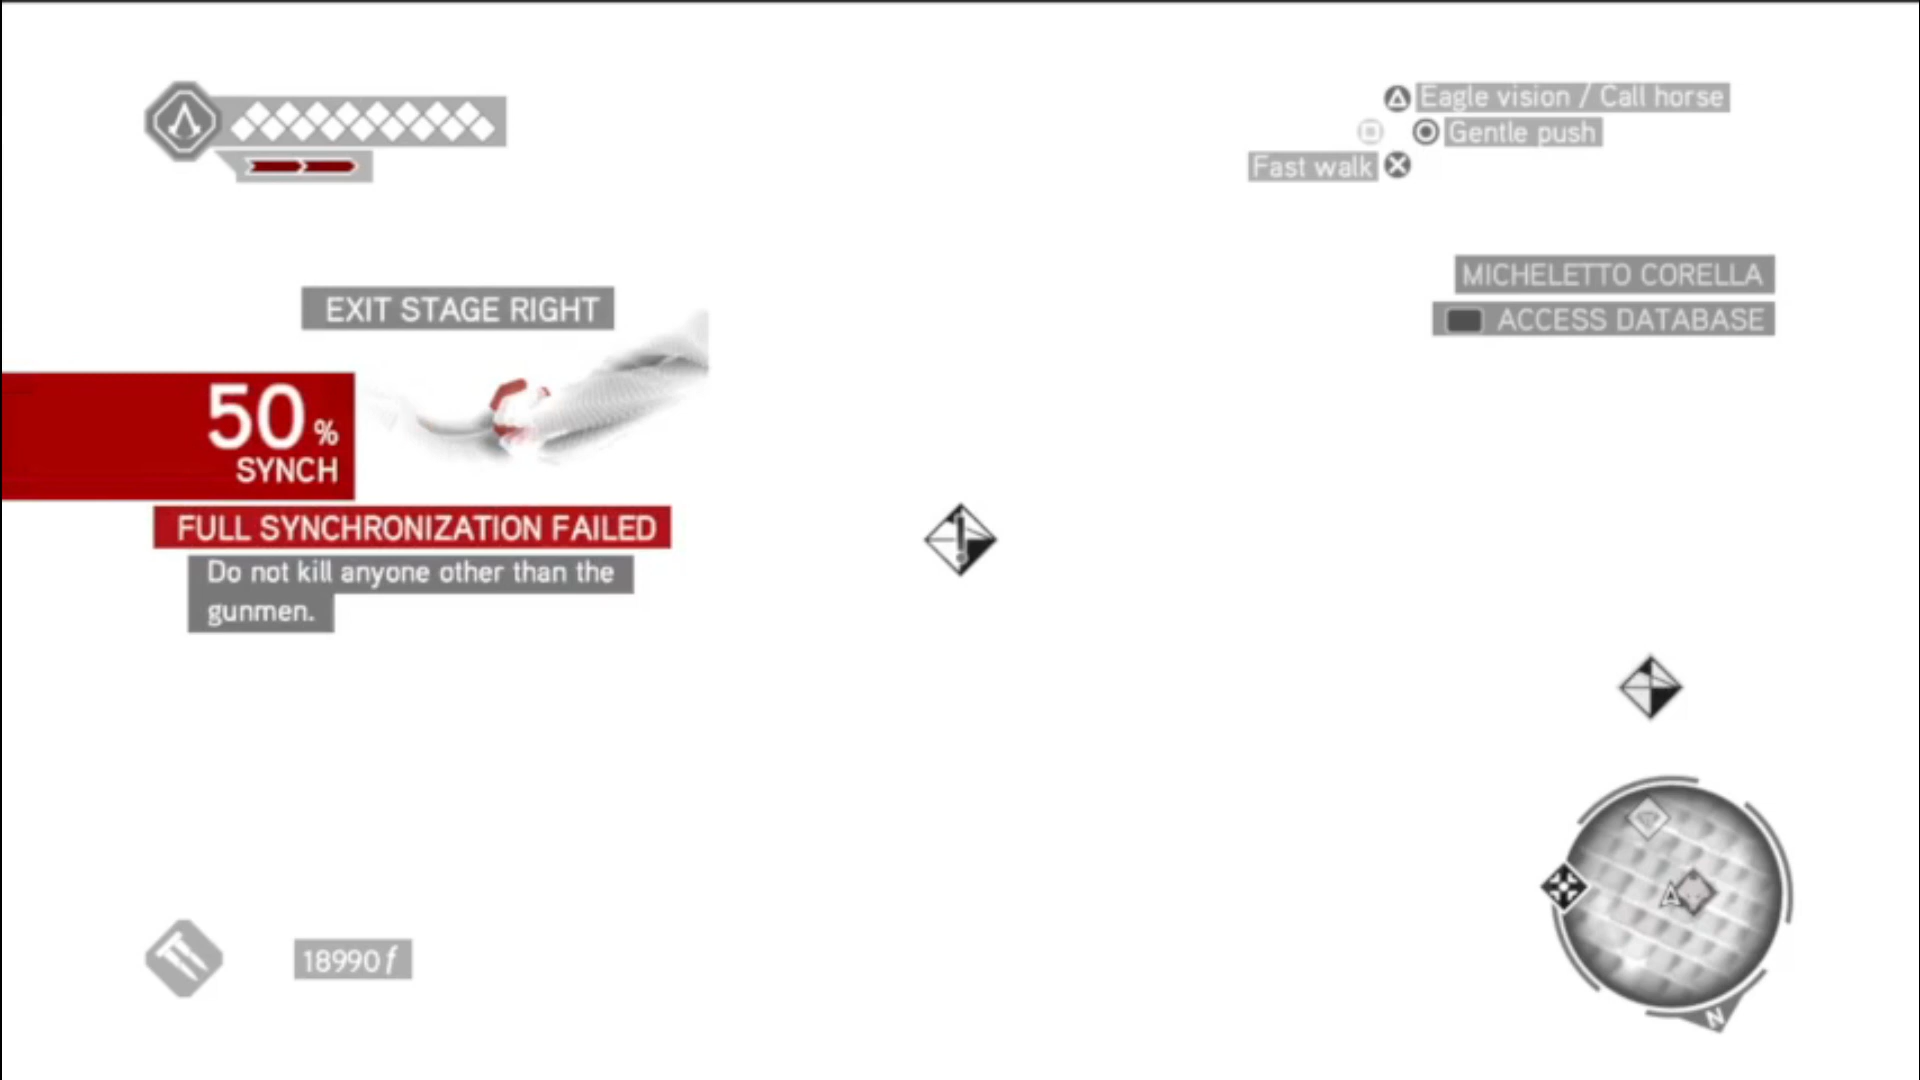 Eagle vision / Call horse
Gentle push
Fast walk
MICHELETTO CORELLA
ACCESS DATABASE
EXIT STAGE RIGHT
50 %
SYNCH
FULL SYNCHRONIZATION FAILED
Do not kill anyone other than the
gunmen.
18990 f
N